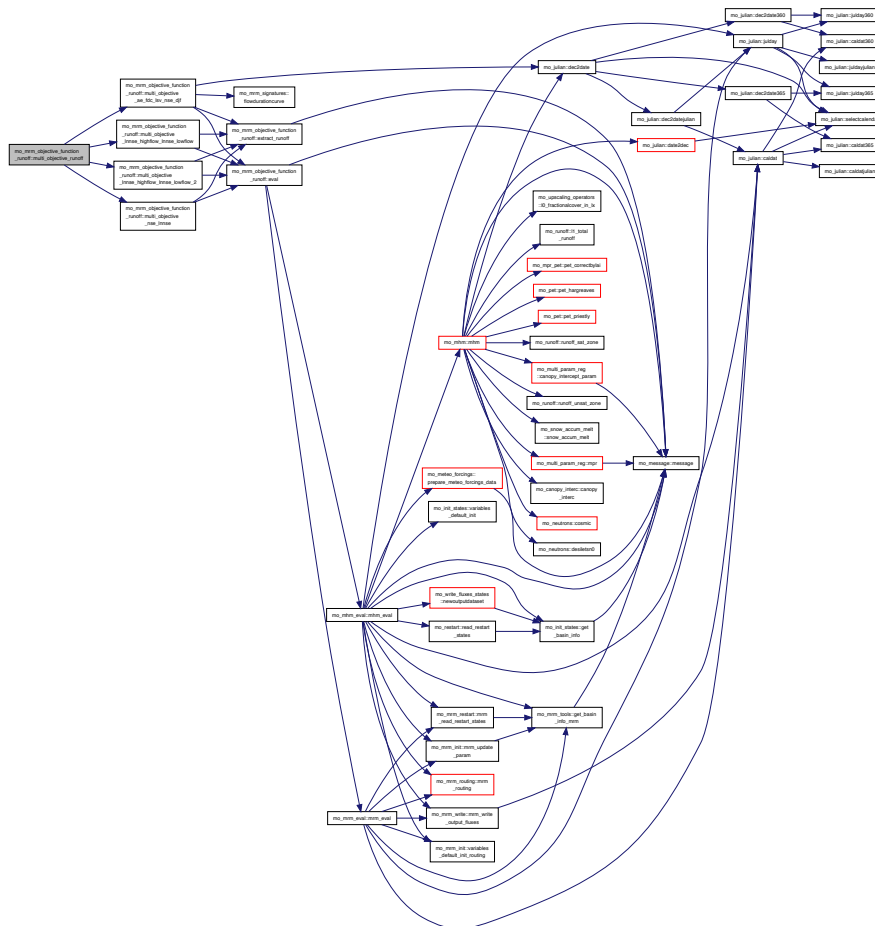 mo_mrm_objective_function
_runoff::multi_objective_runoff
mo_mrm_objective_function
_runoff::multi_objective
_ae_fdc_lsv_nse_djf
mo_mrm_objective_function
_runoff::multi_objective
_lnnse_highflow_lnnse_lowflow
mo_mrm_objective_function
_runoff::multi_objective
_lnnse_highflow_lnnse_lowflow_2
mo_mrm_objective_function
_runoff::multi_objective
_nse_lnnse
mo_mrm_signatures::
flowdurationcurve
mo_mrm_objective_function
_runoff::extract_runoff
mo_mrm_objective_function
_runoff::eval
mo_mhm_eval::mhm_eval
mo_mrm_eval::mrm_eval
mo_mhm::mhm
mo_meteo_forcings::
prepare_meteo_forcings_data
mo_init_states::variables
_default_init
mo_write_fluxes_states
::newoutputdataset
mo_restart::read_restart
_states
mo_mrm_restart::mrm
_read_restart_states
mo_mrm_init::mrm_update
_param
mo_mrm_routing::mrm
_routing
mo_mrm_write::mrm_write
_output_fluxes
mo_mrm_init::variables
_default_init_routing
mo_julian::dec2date
mo_julian::date2dec
mo_upscaling_operators
::l0_fractionalcover_in_lx
mo_runoff::l1_total
_runoff
mo_mpr_pet::pet_correctbylai
mo_pet::pet_hargreaves
mo_pet::pet_priestly
mo_runoff::runoff_sat_zone
mo_multi_param_reg
::canopy_intercept_param
mo_runoff::runoff_unsat_zone
mo_snow_accum_melt
::snow_accum_melt
mo_multi_param_reg::mpr
mo_canopy_interc::canopy
_interc
mo_neutrons::cosmic
mo_neutrons::desiletsn0
mo_init_states::get
_basin_info
mo_mrm_tools::get_basin
_info_mrm
mo_message::message
mo_julian::dec2datejulian
mo_julian::dec2date360
mo_julian::julday
mo_julian::dec2date365
mo_julian::caldat
mo_julian::julday360
mo_julian::caldat360
mo_julian::juldayjulian
mo_julian::julday365
mo_julian::selectcalendar
mo_julian::caldat365
mo_julian::caldatjulian